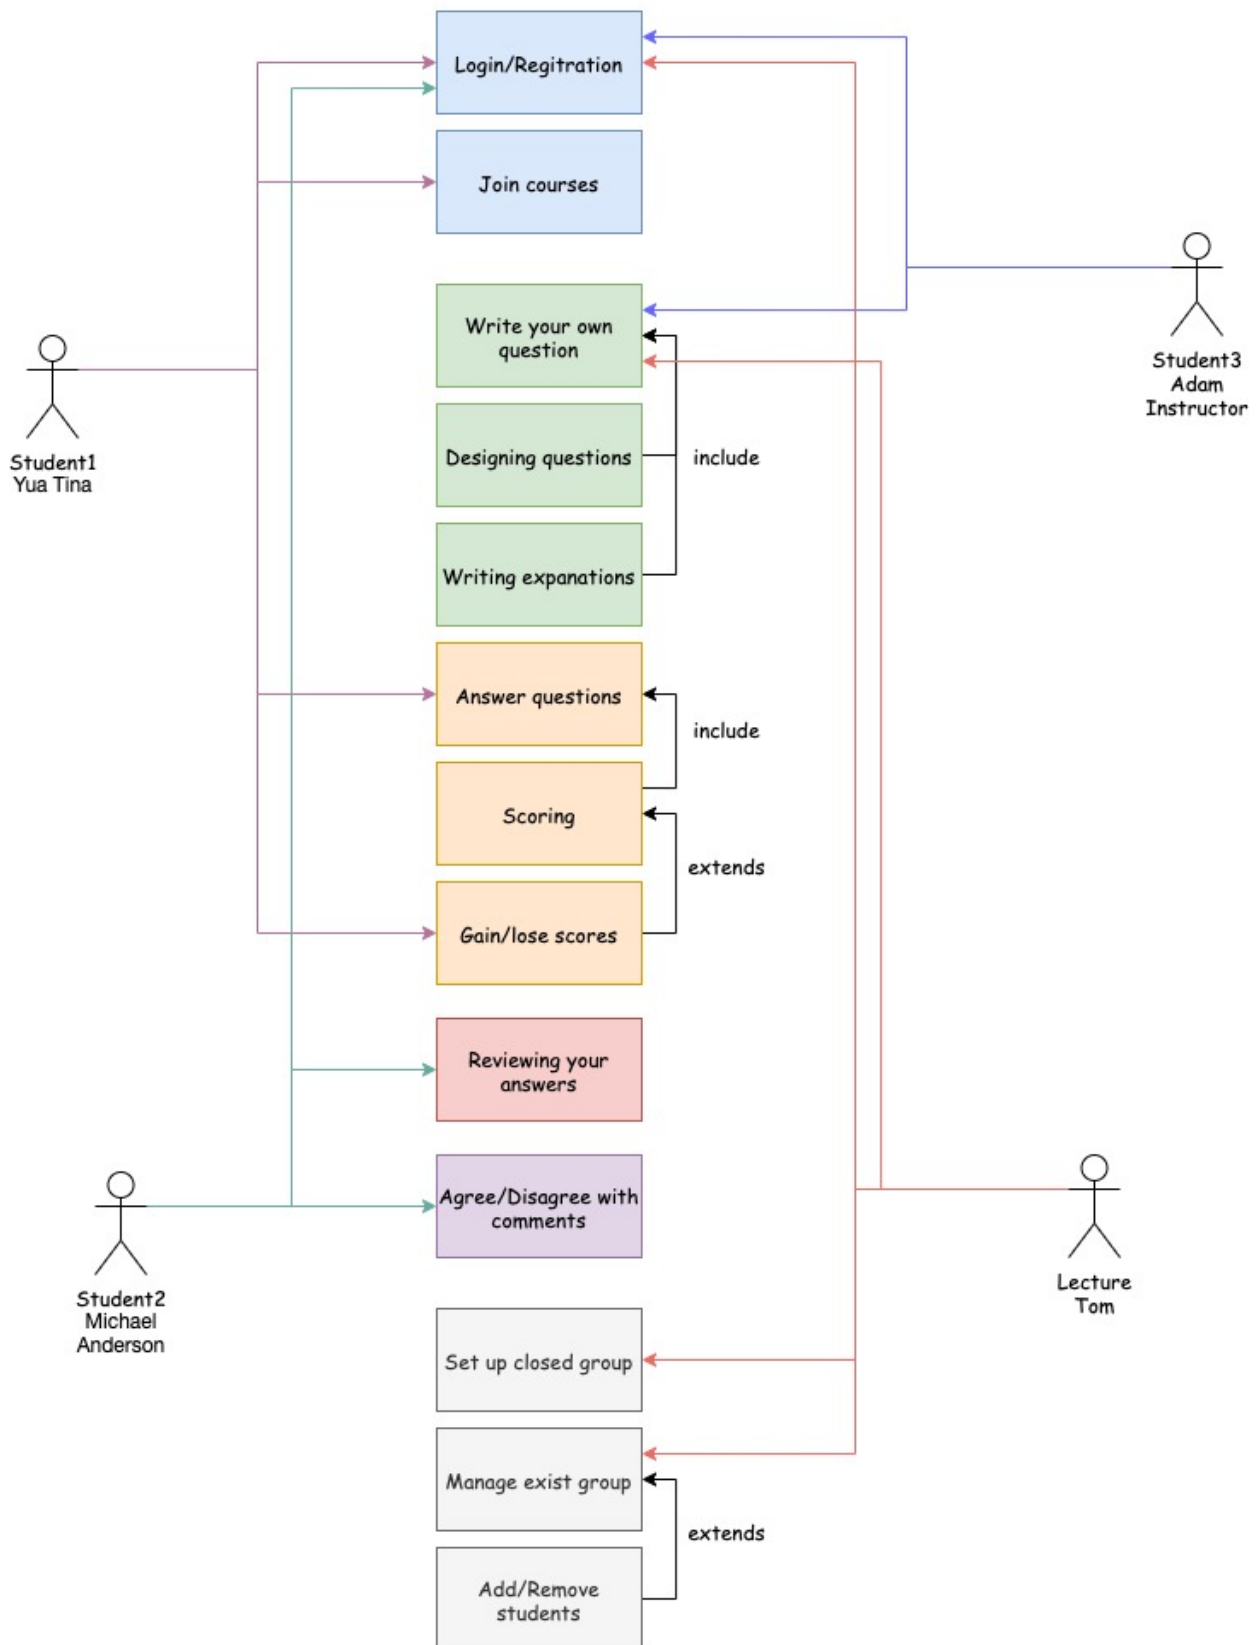 Login/Regitration
Join courses
Write your own
question
Student3
Adam
Instructor
Designing questions
include
Student1
Yua Tina
Writing expanations
Answer questions
include
Scoring
extends
Gain/lose scores
Reviewing your
answers
Agree/Disagree with
comments
Student2
Michael
Anderson
Lecture
Tom
Set up closed group
Manage exist group
extends
Add/Remove
students